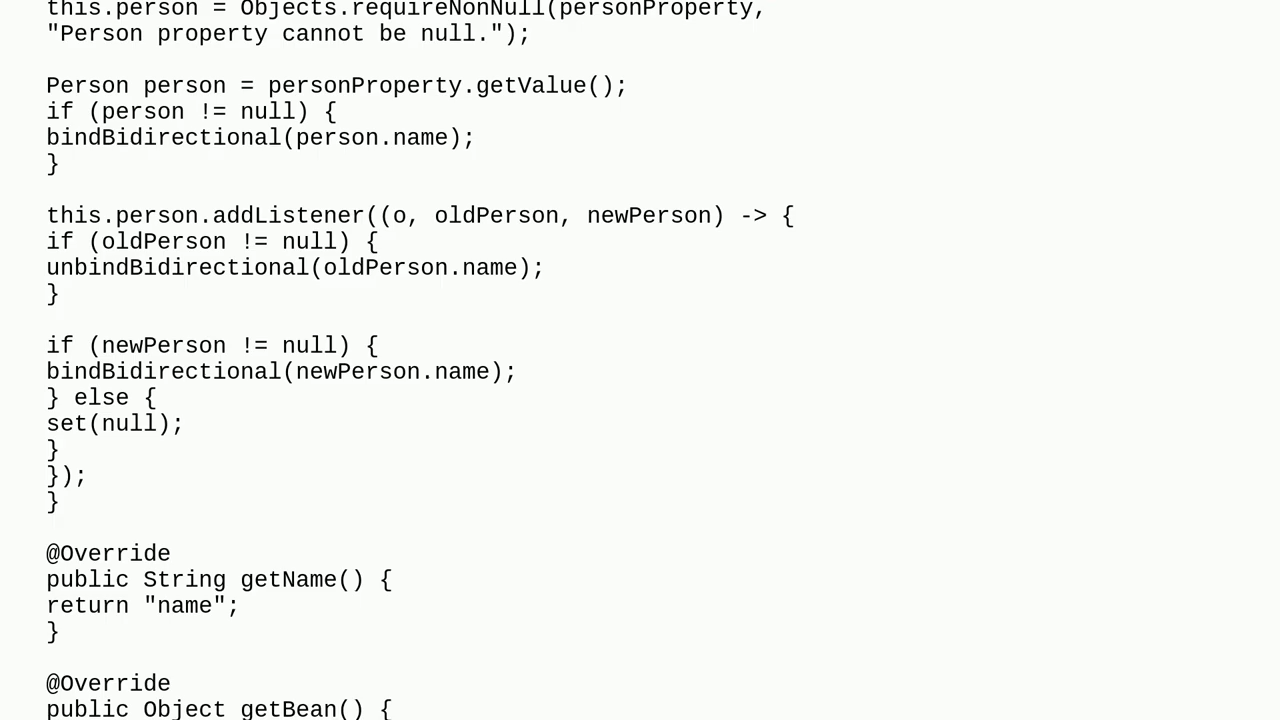 this.person = Objects.requireNonNull(personProperty,
"Person property cannot be null.");
Person person = personProperty.getValue();
if (person != null) {
bindBidirectional(person.name);
}
this.person.addListener((o, oldPerson, newPerson) -> {
if (oldPerson != null) {
unbindBidirectional(oldPerson.name);
}
if (newPerson != null) {
bindBidirectional(newPerson.name);
} else {
set(null);
}
});
}
@Override
public String getName() {
return "name";
}
@Override
public Object getBean() {